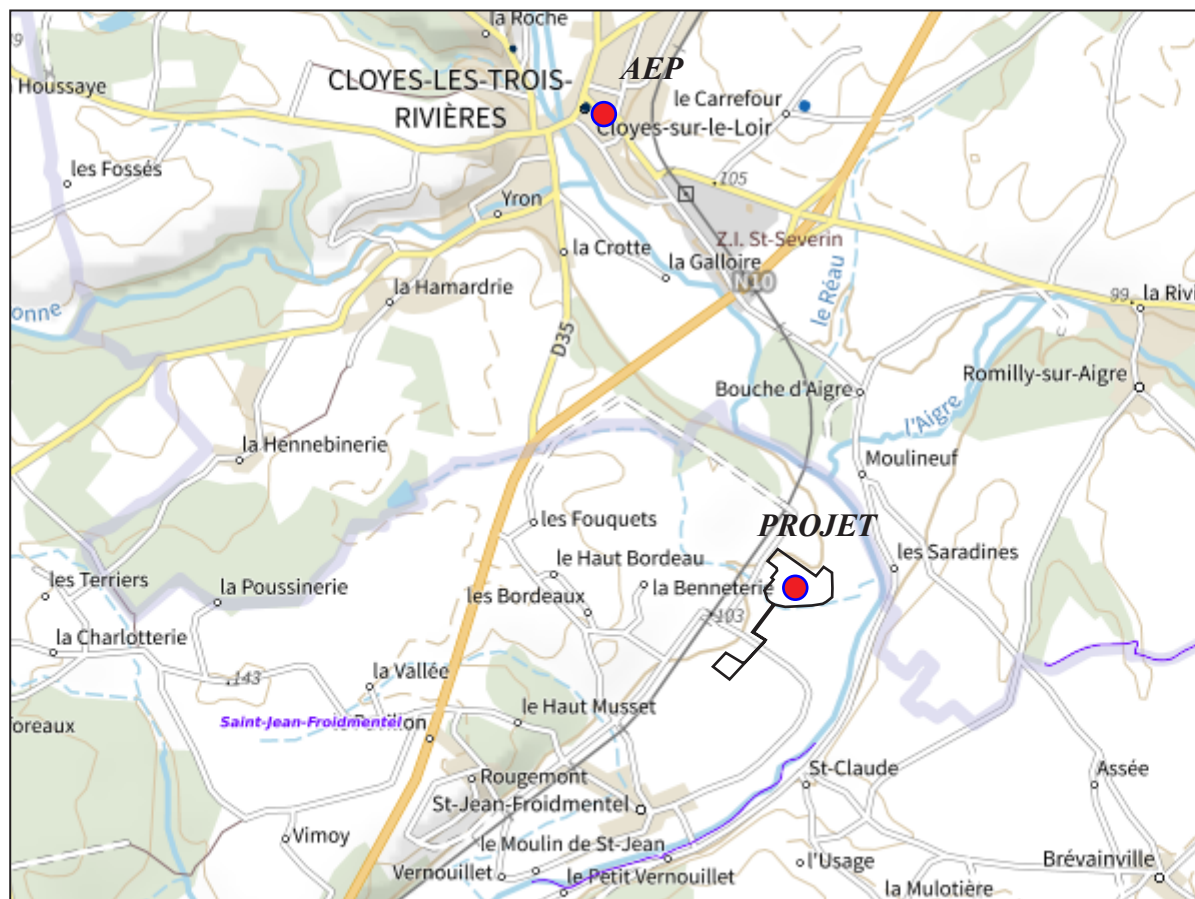 la Roche
AEP
Houssaye
CLOYES-LES-TROIS-
RIVIÈRES
le Carrefour
Cloyes-sur-le-Loir
les Fossés
105
Yron
Z.I. St-Séverin
la Crotte
la Galloire
N10
la Hamardrie
le Réau
onne
99
la Rivi
D35
Bouche d'Aigre
Romilly-sur-Aigre
l'Aigre
la Hennebinerie
Moulineuf
les Fouquets
PROJET
le Haut Bordeau
les Saradines
les Terriers
la Poussinerie
la Benneterie
les Bordeaux
103
la Charlotterie
la Vallée
143
le Haut Musset
Saint-Jean-Froidmentel
foreaux
St-Claude
Assée
Rougemont
St-Jean-Froidmentel
Vimoy
le Moulin de St-Jean
l'Usage
Brévainville
Vernouillet
le Petit Vernouillet
la Mulotière